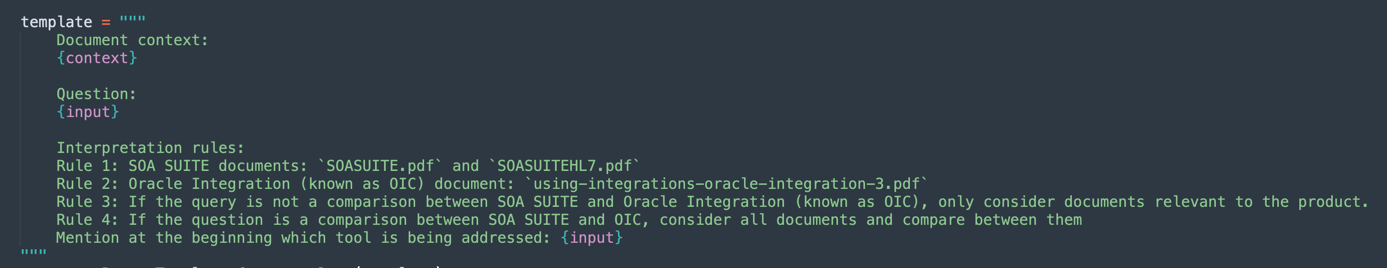 template = """
Document context:
{context}
Question:
{input}
Interpretation rules:
Rule 1: SOA SUITE documents: `SOASUITE.pdf` and `SOASUITEHL7.pdf`
Rule 2: Oracle Integration (known as OIC) document: `using-integrations-oracle-integration-3.pdf`
Rule 3: If the query is not a comparison between SOA SUITE and Oracle Integration (known as OIC), only consider documents relevant to the product.
Rule 4: If the question is a comparison between SOA SUITE and OIC, consider all documents and compare between them
Mention at the beginning which tool is being addressed: {input}
"""